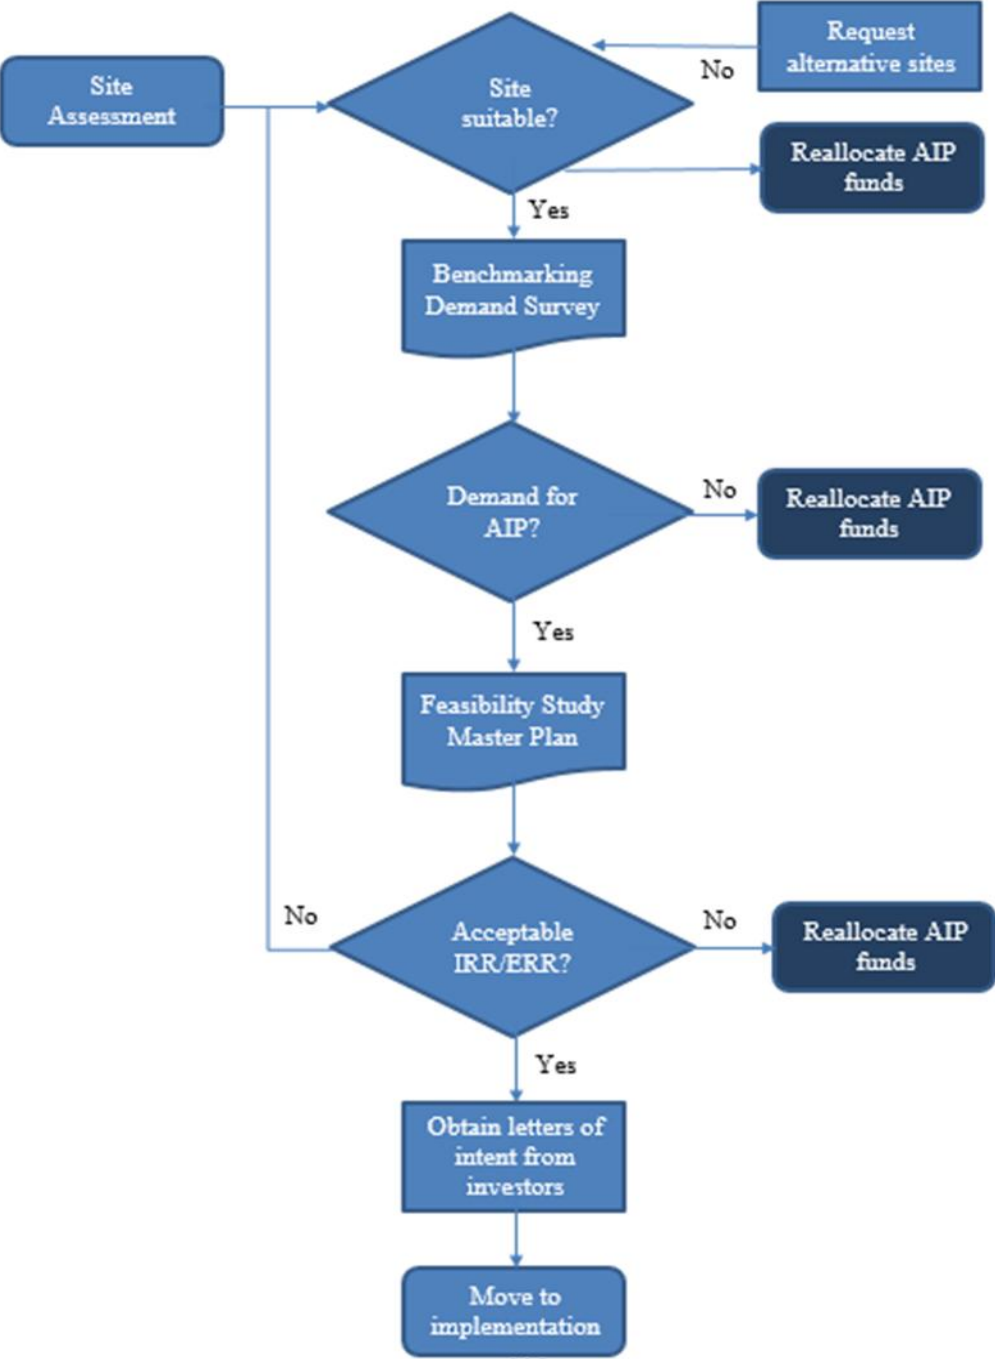 Request
alternative sites
No
Site
Assessment
Site
suitable?
Reallocate AIP
funds
Yes
Benchmarking
Demand Survey
Demand for
AIP?
No
Reallocate AIP
funds
Yes
Feasibility Study
Master Plan
No
Acceptable
IRR/ERR?
No
Reallocate AIP
funds
Yes
Obtain letters of
intent from
investors
Move to
implementation